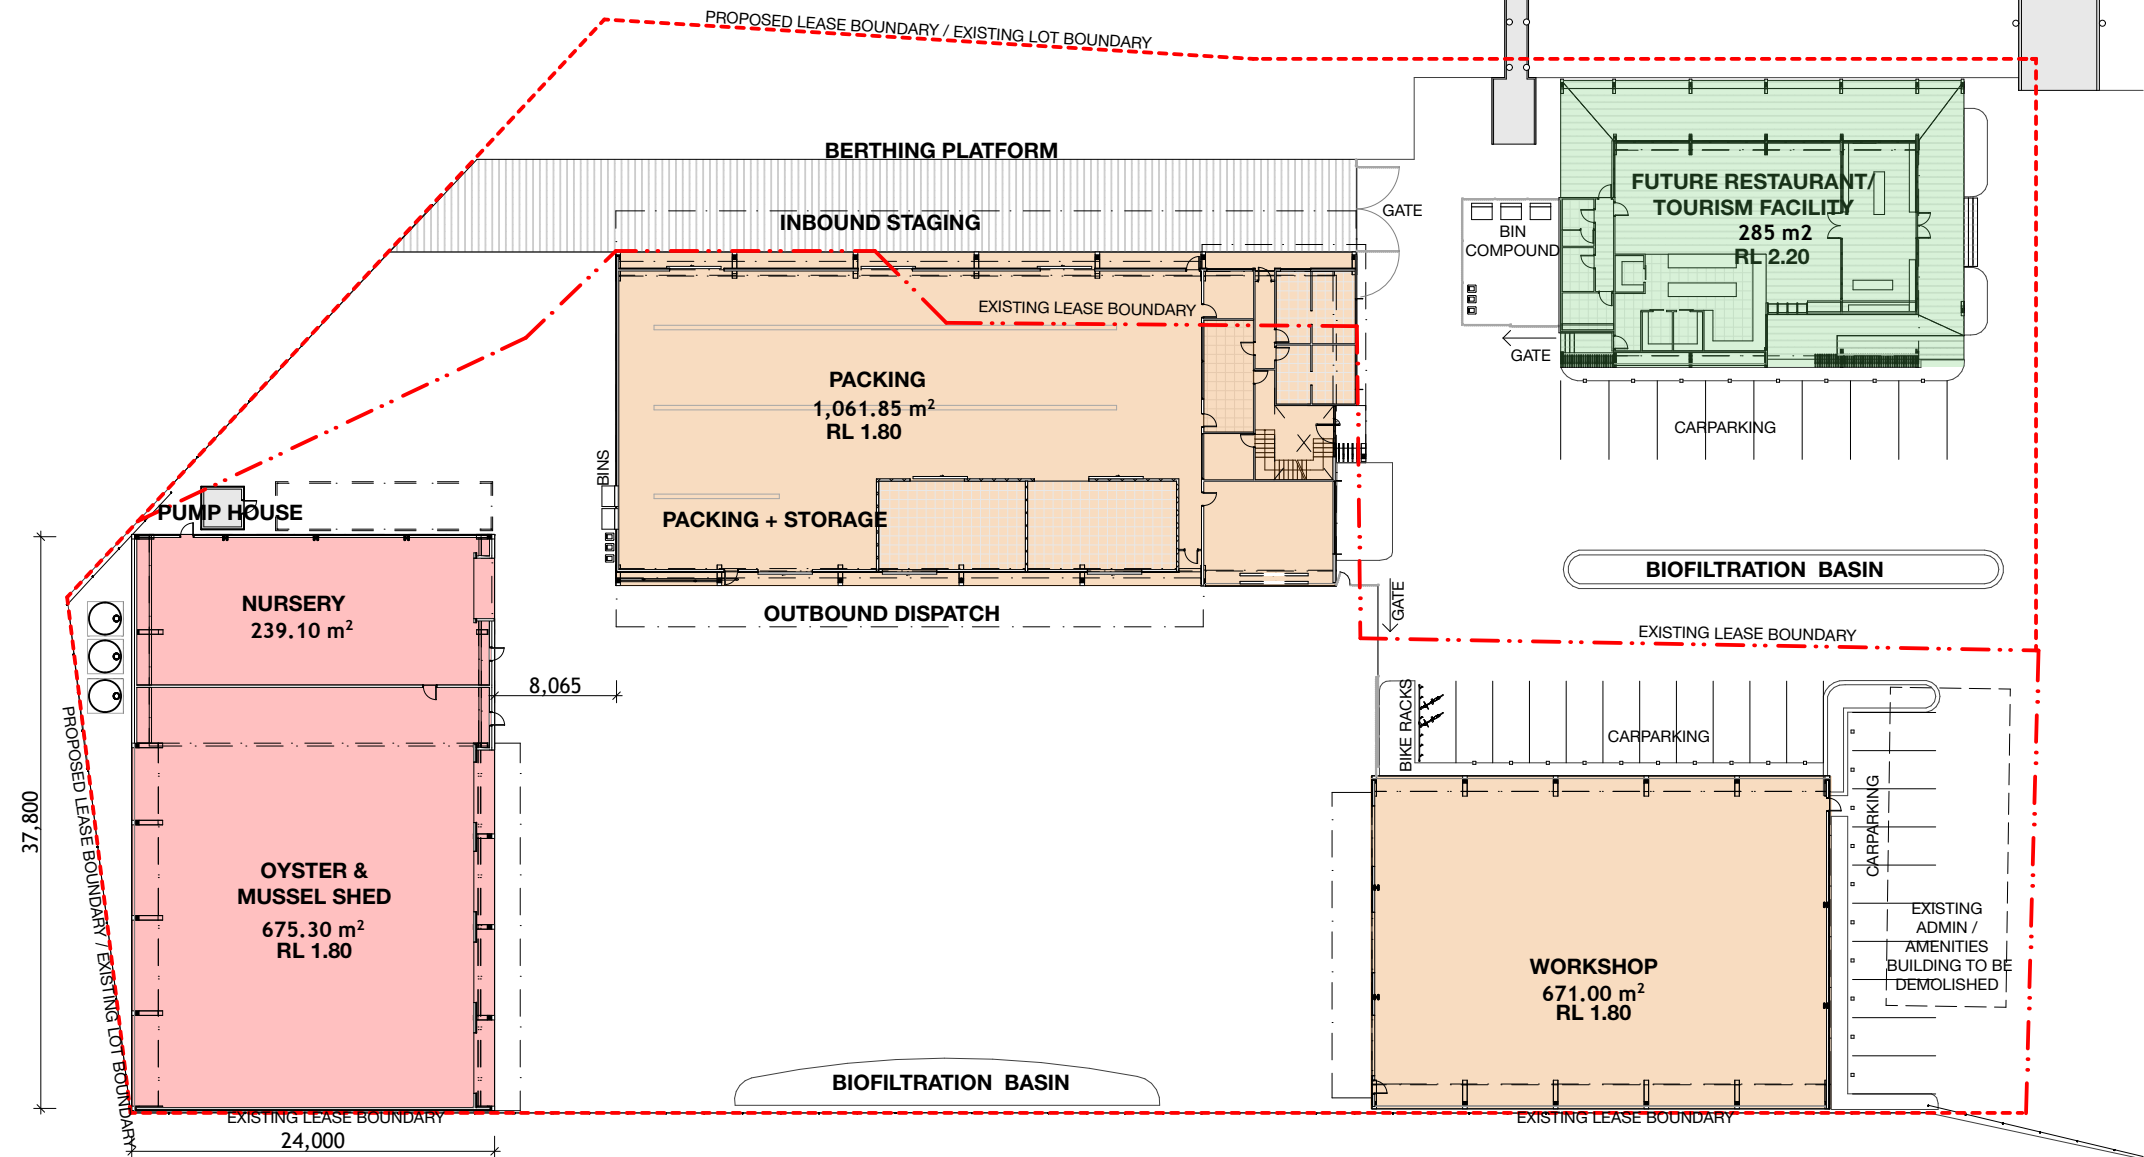 PROPOSED LEASE BOUNDARY / EXISTING LOT BOUNDARY
BERTHING PLATFORM
INBOUND STAGING
GATE
BIN
COMPOUND
GATE
FUTURE RESTAURANT/
TOURISM FACILITY
285 m2
RL 2.20
CARPARKING
EXISTING LEASE BOUNDARY
PACKING
1,061.85 m²
RL 1.80
BINS
PACKING + STORAGE
OUTBOUND DISPATCH
PUMP HOUSE
NURSERY
239.10 m²
8,065
37,800
PROPOSED LEASE BOUNDARY / EXISTING LOT BOUNDARY
OYSTER &
MUSSEL SHED
675.30 m²
RL 1.80
EXISTING LEASE BOUNDARY
24,000
BIOFILTRATION BASIN
GATE
BIOFILTRATION BASIN
EXISTING LEASE BOUNDARY
BIKE RACKS
CARPARKING
CARPARKING
EXISTING
ADMIN /
AMENITIES
BUILDING TO BE
DEMOLISHED
WORKSHOP
671.00 m²
RL 1.80
EXISTING LEASE BOUNDARY